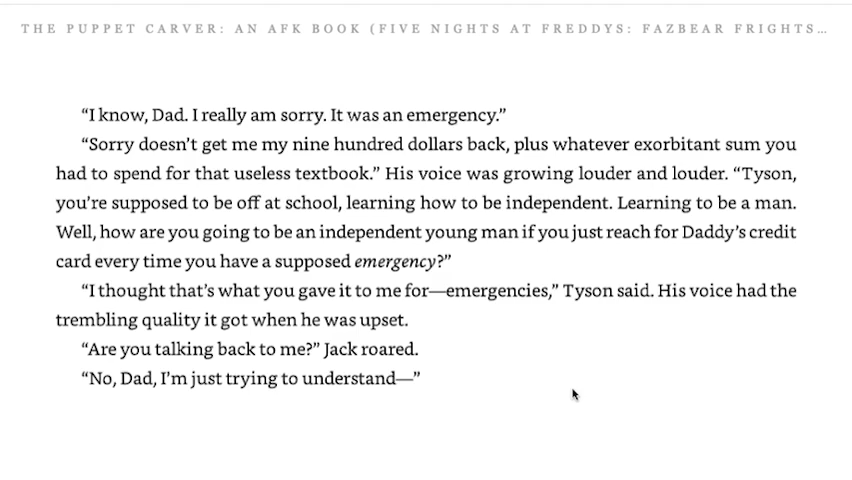 THE PUPPET CARVER: AN AFK BOOK (FIVE NIGHTS AT FREDDYS: FAZBEAR FRIGHTS…
“I know, Dad. I really am sorry. It was an emergency.”
“Sorry doesn’t get me my nine hundred dollars back, plus whatever exorbitant sum you
had to spend for that useless textbook.” His voice was growing louder and louder. “Tyson,
you’re supposed to be off at school, learning how to be independent. Learning to be a man.
Well, how are you going to be an independent young man if you just reach for Daddy’s credit
card every time you have a supposed emergency?”
“I thought that’s what you gave it to me for—emergencies,” Tyson said. His voice had the
trembling quality it got when he was upset.
“Are you talking back to me?” Jack roared.
“No, Dad, I’m just trying to understand—”